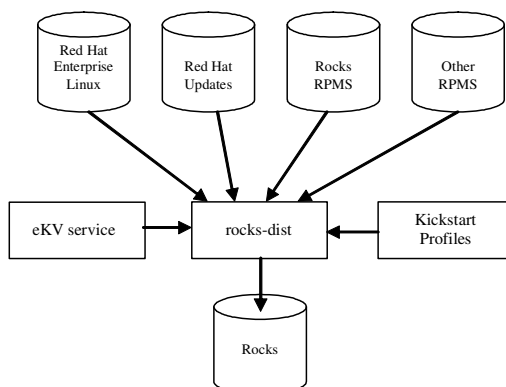 Red Hat
Enterprise
Linux
Red Hat
Updates
Rocks
RPMS
Other
RPMS
eKV service
rocks-dist
Kickstart
Profiles
Rocks